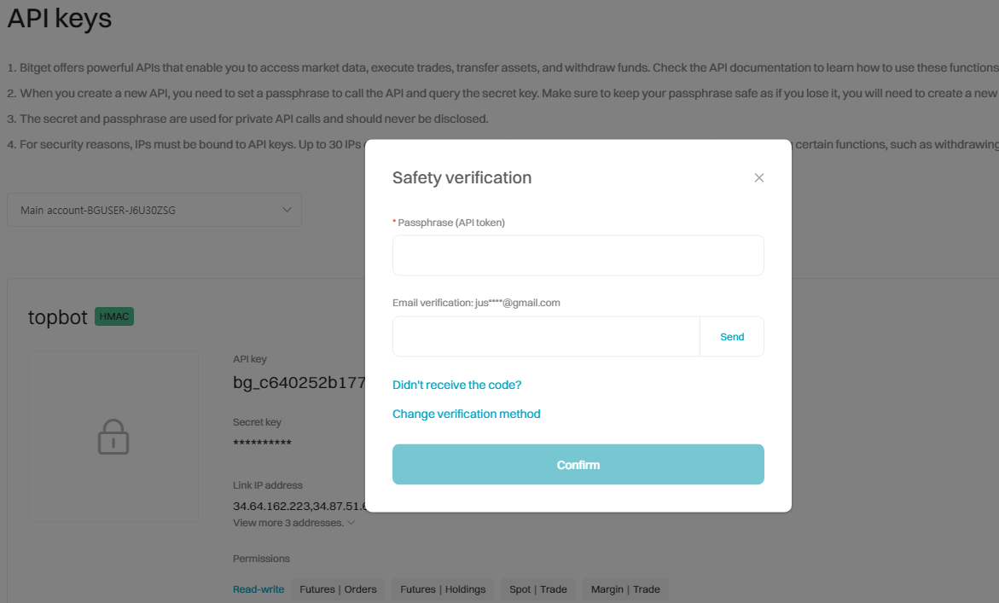 API keys
1. Bitget offers powerful APIs that enable you to access market data, execute trades, transfer assets, and withdraw funds. Check the API documentation to learn how to use these functions
2. When you create a new API, you need to set a passphrase to call the API and query the secret key. Make sure to keep your passphrase safe as if you lose it, you will need to create a new
3. The secret and passphrase are used for private API calls and should never be disclosed.
4. For security reasons, IPs must be bound to API keys. Up to 30 IPs certain functions, such as withdrawing
Main account-BGUSER-J6U30ZSG
topbot HMAC
API key
bg_c640252b177
Secret key
**********
Link IP address
34.64.162.223,34.87.51.
View more 3 addresses.
Permissions
Read-write Futures | Orders Futures | Holdings Spot | Trade Margin | Trade
Safety verification
* Passphrase (API token)
Email verification: jus****@gmail.com
Send
Didn't receive the code?
Change verification method
Confirm